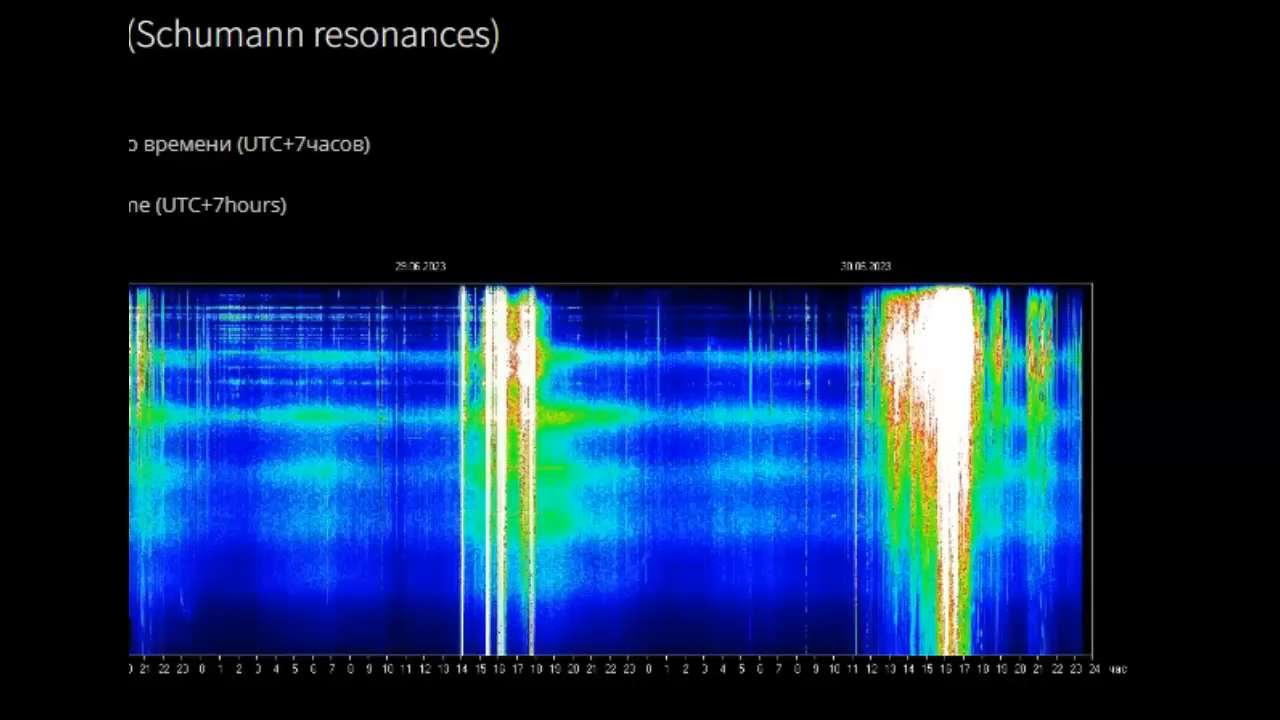 (Schumann resonances)
о времени (UTC+7часов)
me (UTC+7hours)
29.06.2023 30.06.2023
21 22 23 0 1 2 3 4 5 6 7 8 9 10 11 12 13 14 15 16 17 18 19 20 21 22 23 0 1 2 3 4 5 6 7 8 9 10 11 12 13 14 15 16 17 18 19 20 21 22 23 24 час